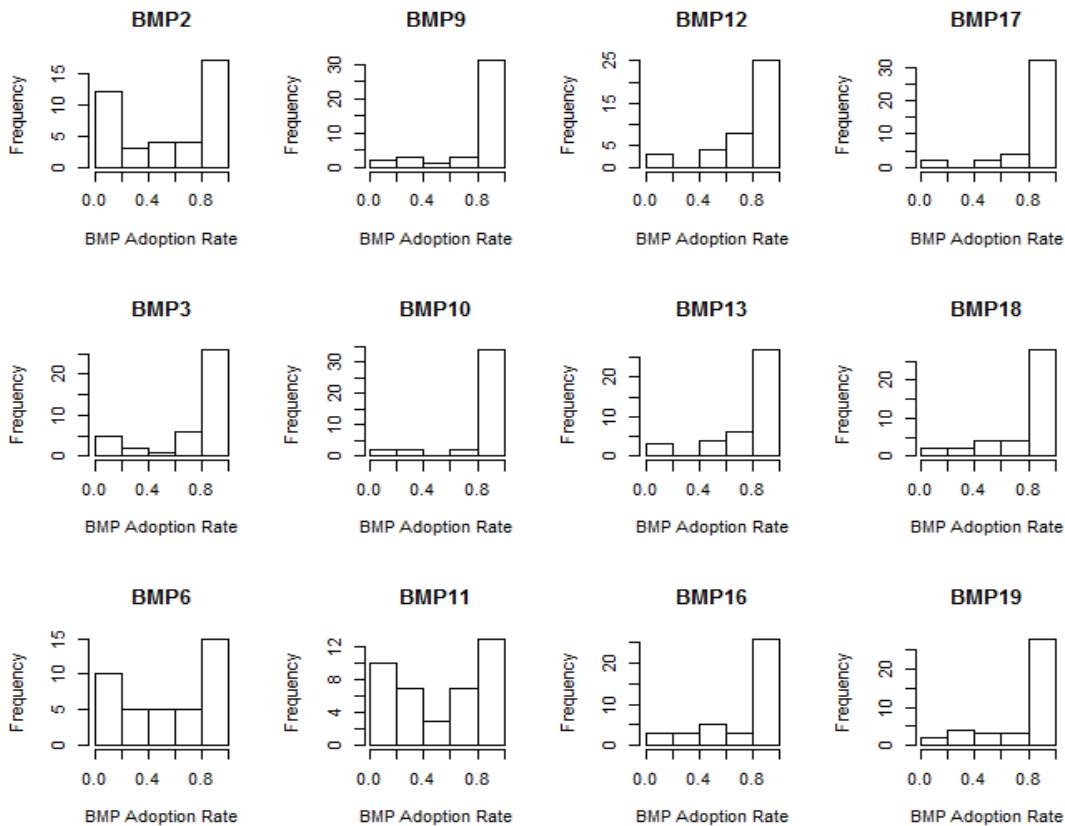 BMP2 BMP9 BMP12 BMP17
Frequency 0 5 10 15 Frequency 0 10 20 30 Frequency 0 5 15 25 Frequency 0 10 20 30
0.0 0.4 0.8 0.0 0.4 0.8 0.0 0.4 0.8 0.0 0.4 0.8
BMP Adoption Rate BMP Adoption Rate BMP Adoption Rate BMP Adoption Rate
BMP3 BMP10 BMP13 BMP18
Frequency 0 10 20 Frequency 0 10 20 30 Frequency 0 10 20 Frequency 0 10 20
0.0 0.4 0.8 0.0 0.4 0.8 0.0 0.4 0.8 0.0 0.4 0.8
BMP Adoption Rate BMP Adoption Rate BMP Adoption Rate BMP Adoption Rate
BMP6 BMP11 BMP16 BMP19
Frequency 0 5 10 15 Frequency 0 4 8 12 Frequency 0 10 20 Frequency 0 10 20
0.0 0.4 0.8 0.0 0.4 0.8 0.0 0.4 0.8 0.0 0.4 0.8
BMP Adoption Rate BMP Adoption Rate BMP Adoption Rate BMP Adoption Rate